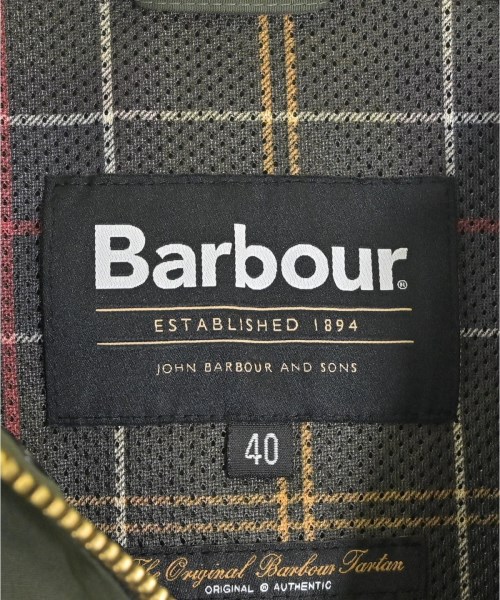 Barbour®
ESTABLISHED 1894
JOHN BARBOUR AND SONS
40
The Original Barbour Tartan
ORIGINAL @ AUTHENTIC